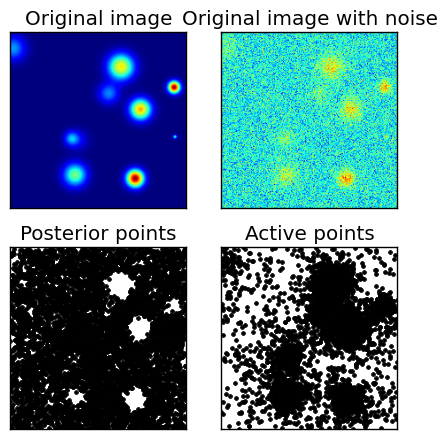 Original image
Original image with noise
Posterior points
Active points